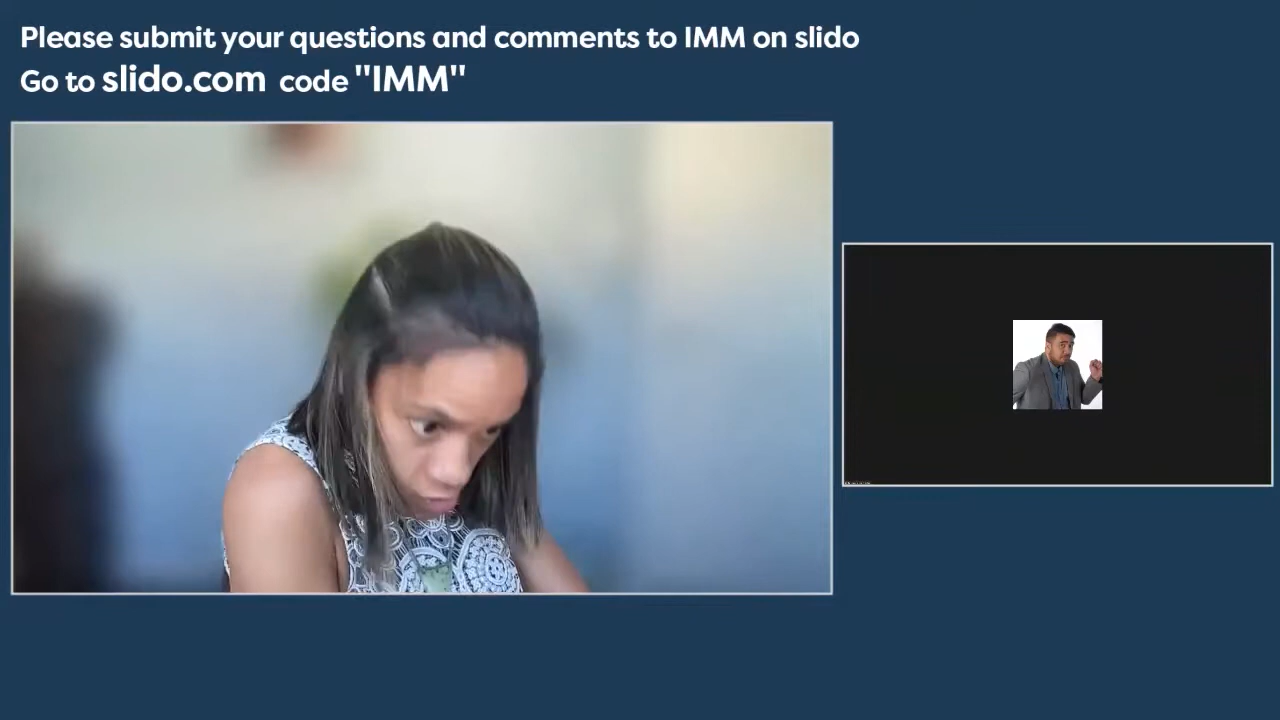 Please submit your questions and comments to IMM on slido
Go to slido.com code "IMM"